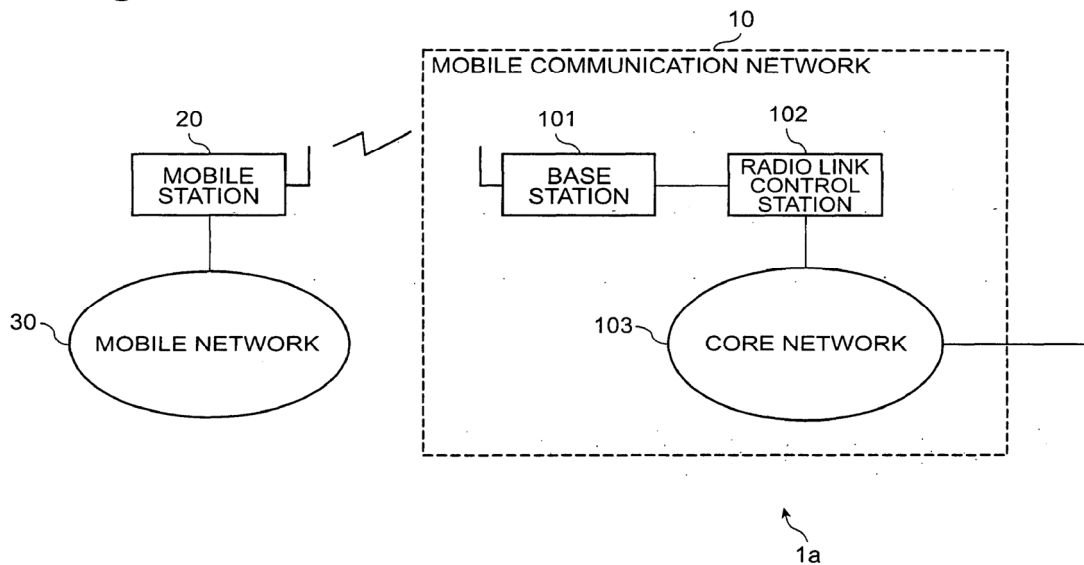 10
MOBILE COMMUNICATION NETWORK
20
101
102
MOBILE
STATION
BASE
STATION
RADIO LINK
CONTROL
STATION
30
MOBILE NETWORK
103
CORE NETWORK
1a